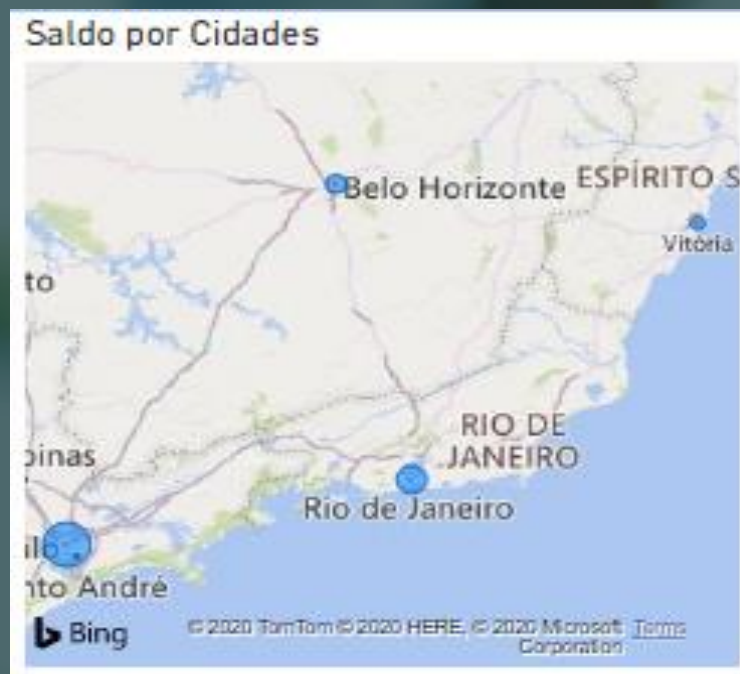 Saldo por Cidades
Belo Horizonte
ESPÍRITO S
Vitória
to
RIO DE
JANEIRO
pinas
Rio de Janeiro
ulo
nto André
Bing
© 2020 TomTom © 2020 HERE, © 2020 Microsoft Corporation Terms